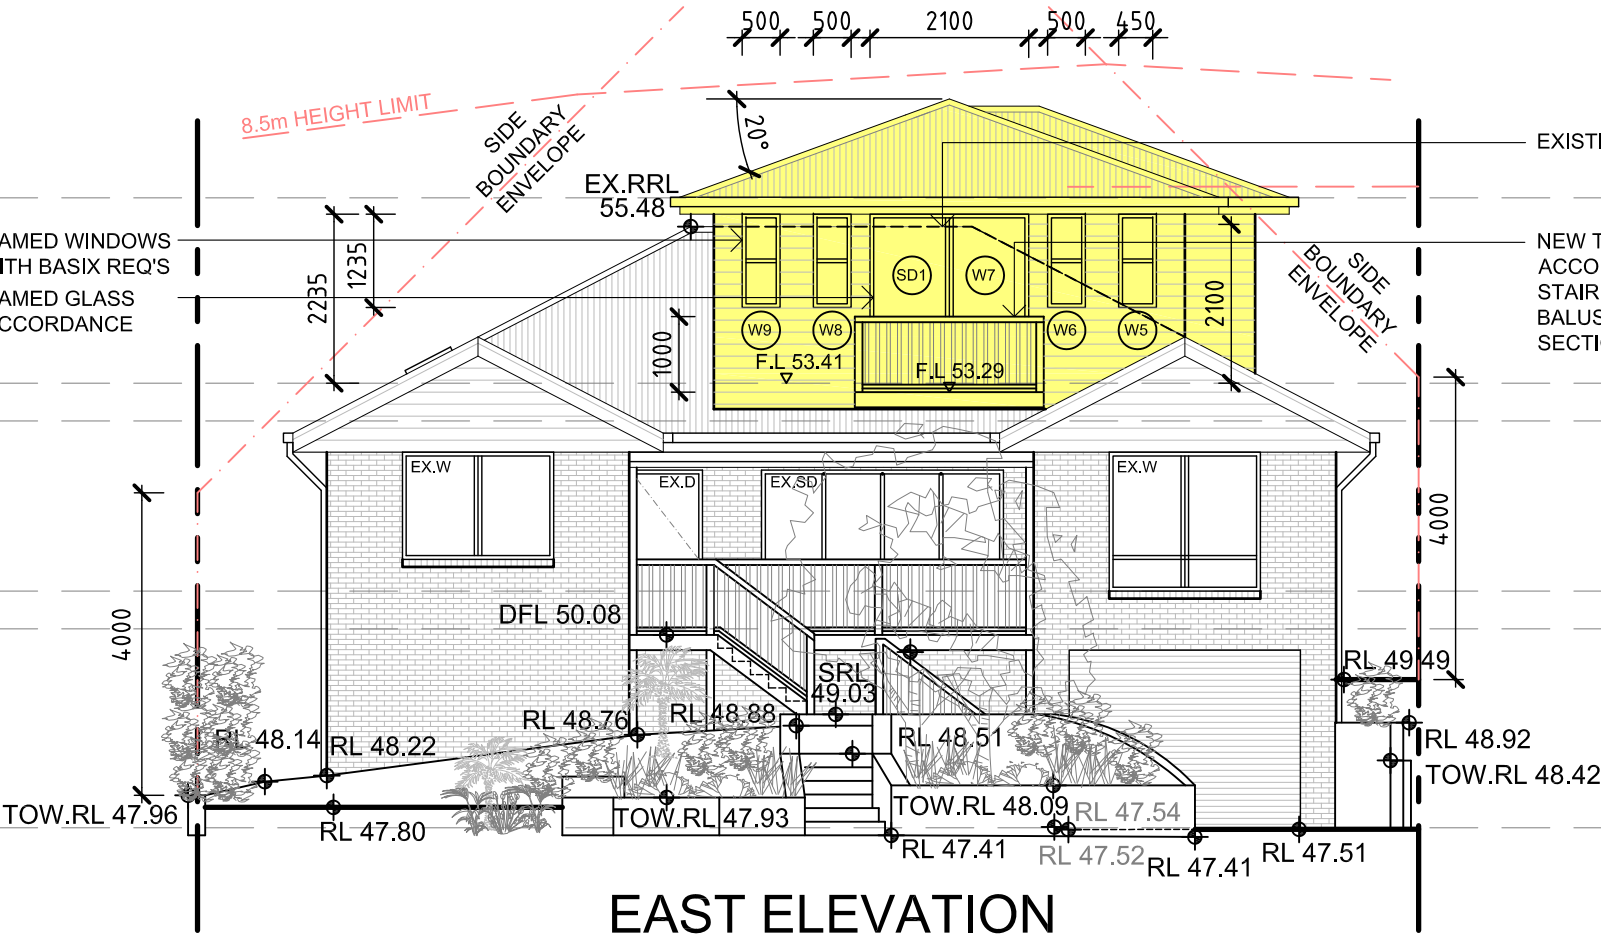 500 500 2100 500 450
8.5m HEIGHT LIMIT
SIDE
BOUNDARY
ENVELOPE
20°
EXISTI
EX.RRL
55.48
AMED WINDOWS
ITH BASIX REQ'S
AMED GLASS
CCORDANCE
2235
1235
1000
SD1
W7
W9
W8
W6
W5
F.L 53.41
F.L 53.29
2100
SIDE
BOUNDARY
ENVELOPE
NEW T
ACCO
STAIR
BALUS
SECTI
EX.W
EX.D
EX.SD
EX.W
4000
4000
DFL 50.08
SRL
49.03
RL 49.49
RL 48.76
RL 48.88
RL 48.51
RL 48.14
RL 48.22
RL 48.92
TOW.RL 48.42
TOW.RL 47.96
RL 47.80
TOW.RL 47.93
TOW.RL 48.09
RL 47.54
RL 47.41
RL 47.52
RL 47.41
RL 47.51
EAST ELEVATION